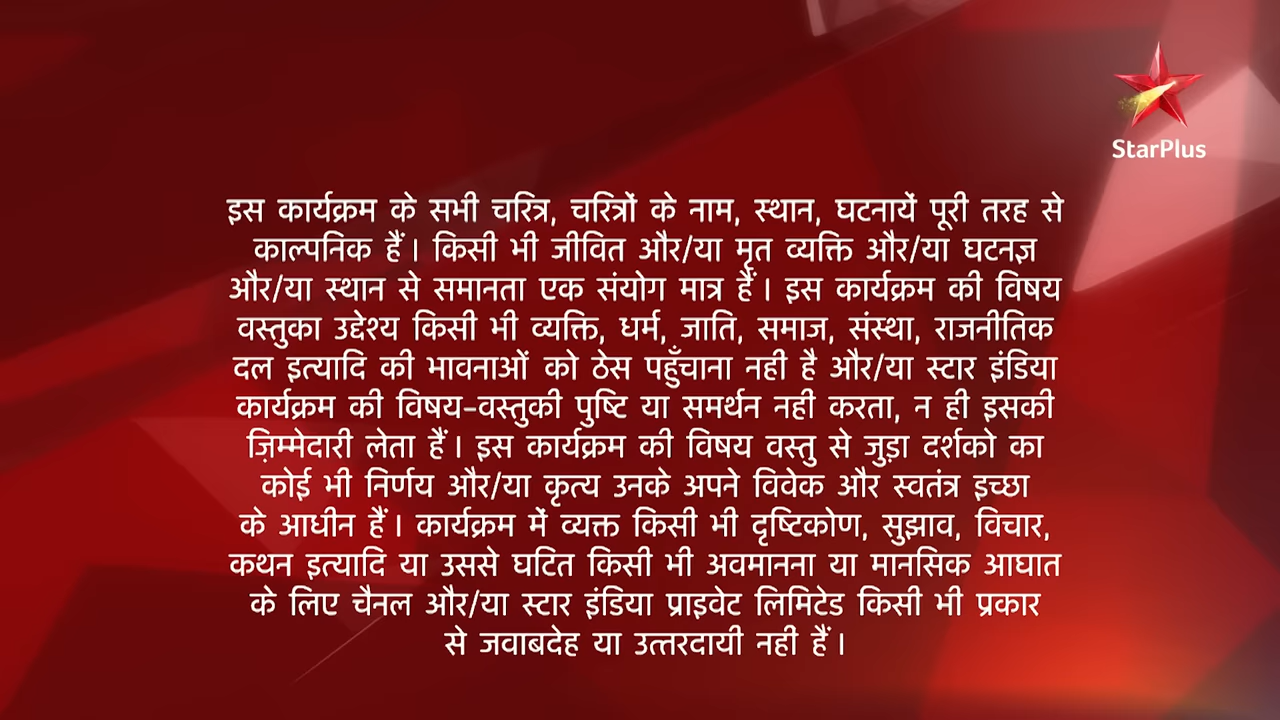 StarPlus
इस कार्यक्रम के सभी चरित्र, चरित्रों के नाम, स्थान, घटनायें पूरी तरह से
काल्पनिक हैं। किसी भी जीवित और/या मृत व्यक्ति और/या घटनज्ञ
और/या स्थान से समानता एक संयोग मात्र हैं। इस कार्यक्रम की विषय
वस्तुका उद्देश्य किसी भी व्यक्ति, धर्म, जाति, समाज, संस्था, राजनीतिक
दल इत्यादि की भावनाओं को ठेस पहुँचाना नही है और/या स्टार इंडिया
कार्यक्रम की विषय-वस्तुकी पुष्टि या समर्थन नही करता, न ही इसकी
ज़िम्मेदारी लेता हैं। इस कार्यक्रम की विषय वस्तु से जुड़ा दर्शको का
कोई भी निर्णय और/या कृत्य उनके अपने विवेक और स्वतंत्र इच्छा
के आधीन हैं। कार्यक्रम में व्यक्त किसी भी दृष्टिकोण, सुझाव, विचार,
कथन इत्यादि या उससे घटित किसी भी अवमानना या मानसिक आघात
के लिए चैनल और/या स्टार इंडिया प्राइवेट लिमिटेड किसी भी प्रकार
से जवाबदेह या उत्तरदायी नही हैं।